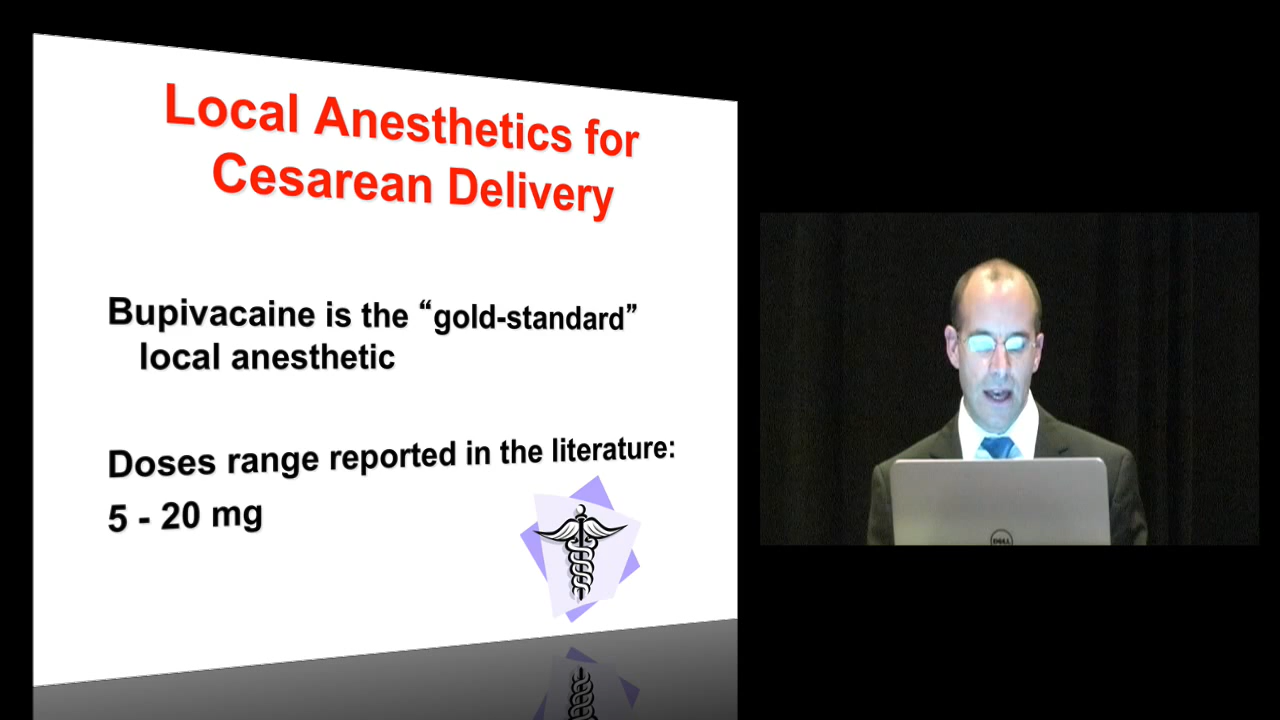 Local Anesthetics for
Cesarean Delivery
Bupivacaine is the “gold-standard”
local anesthetic
Doses range reported in the literature:
5 - 20 mg
DELL